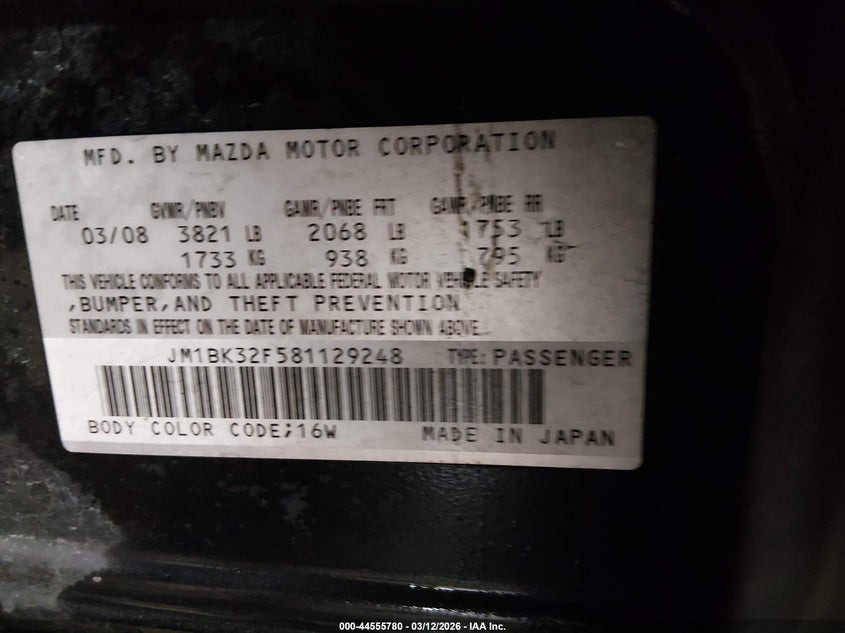 MFD. BY MAZDA MOTOR CORPORATION
DATE GVWR/PNBV GAWR/PNBE FRT GAWR/PNBE RR
03/08 3821 LB 2068 LB 1753 LB
1733 KG 938 KG 795 KG
THIS VEHICLE CONFORMS TO ALL APPLICABLE FEDERAL MOTOR VEHICLE SAFETY
,BUMPER,AND THEFT PREVENTION
STANDARDS IN EFFECT ON THE DATE OF MANUFACTURE SHOWN ABOVE.
JM1BK32F581129248 TYPE: PASSENGER
BODY COLOR CODE;16W MADE IN JAPAN
000-44555780 - 03/12/2026 - IAA Inc.